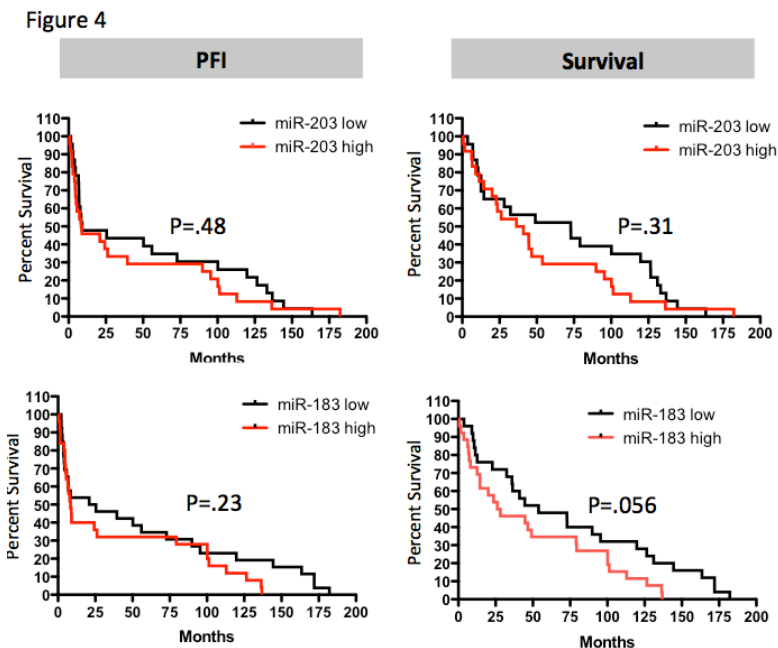 Figure 4
PFI
Survival
110
100
90
80
70
60
50
40
30
20
10
0
Percent Survival
miR-203 low
miR-203 high
P=.48
0 25 50 75 100 125 150 175 200
Months
110
100
90
80
70
60
50
40
30
20
10
0
Percent Survival
miR-203 low
miR-203 high
P=.31
0 25 50 75 100 125 150 175 200
Months
110
100
90
80
70
60
50
40
30
20
10
0
Percent Survival
miR-183 low
miR-183 high
P=.23
0 25 50 75 100 125 150 175 200
Months
110
100
90
80
70
60
50
40
30
20
10
0
Percent Survival
miR-183 low
miR-183 high
P=.056
0 25 50 75 100 125 150 175 200
Months